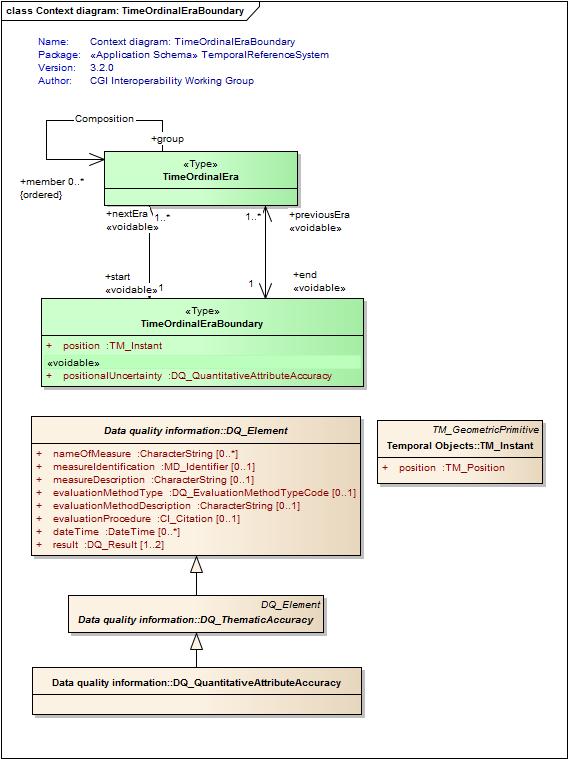 class Context diagram: TimeOrdinalEraBoundary
Name: Context diagram: TimeOrdinalEraBoundary
Package: «Application Schema» TemporalReferenceSystem
Version: 3.2.0
Author: CGI Interoperability Working Group
Composition
+group
«Type»
TimeOrdinalEra
+member 0..*
{ordered}
+nextEra 1..*
«voidable»
1..* +previousEra
«voidable»
+start
«voidable» 1
+end
1 «voidable»
«Type»
TimeOrdinalEraBoundary
+ position :TM_Instant
«voidable»
+ positionalUncertainty :DQ_QuantitativeAttributeAccuracy
Data quality information::DQ_Element
+ nameOfMeasure :CharacterString [0..*]
+ measureIdentification :MD_Identifier [0..1]
+ measureDescription :CharacterString [0..1]
+ evaluationMethodType :DQ_EvaluationMethodTypeCode [0..1]
+ evaluationMethodDescription :CharacterString [0..1]
+ evaluationProcedure :CI_Citation [0..1]
+ dateTime :DateTime [0..*]
+ result :DQ_Result [1..2]
TM_GeometricPrimitive
Temporal Objects::TM_Instant
+ position :TM_Position
DQ_Element
Data quality information::DQ_ThematicAccuracy
Data quality information::DQ_QuantitativeAttributeAccuracy